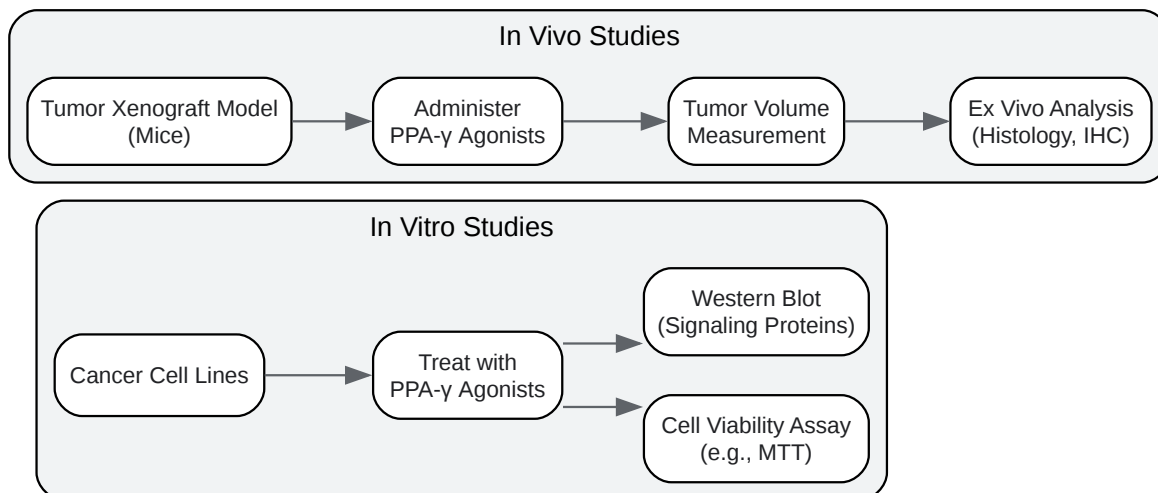 In Vivo Studies
Tumor Xenograft Model
(Mice)
Administer
PPA-γ Agonists
Tumor Volume
Measurement
Ex Vivo Analysis
(Histology, IHC)
In Vitro Studies
Cancer Cell Lines
Treat with
PPA-γ Agonists
Western Blot
(Signaling Proteins)
Cell Viability Assay
(e.g., MTT)